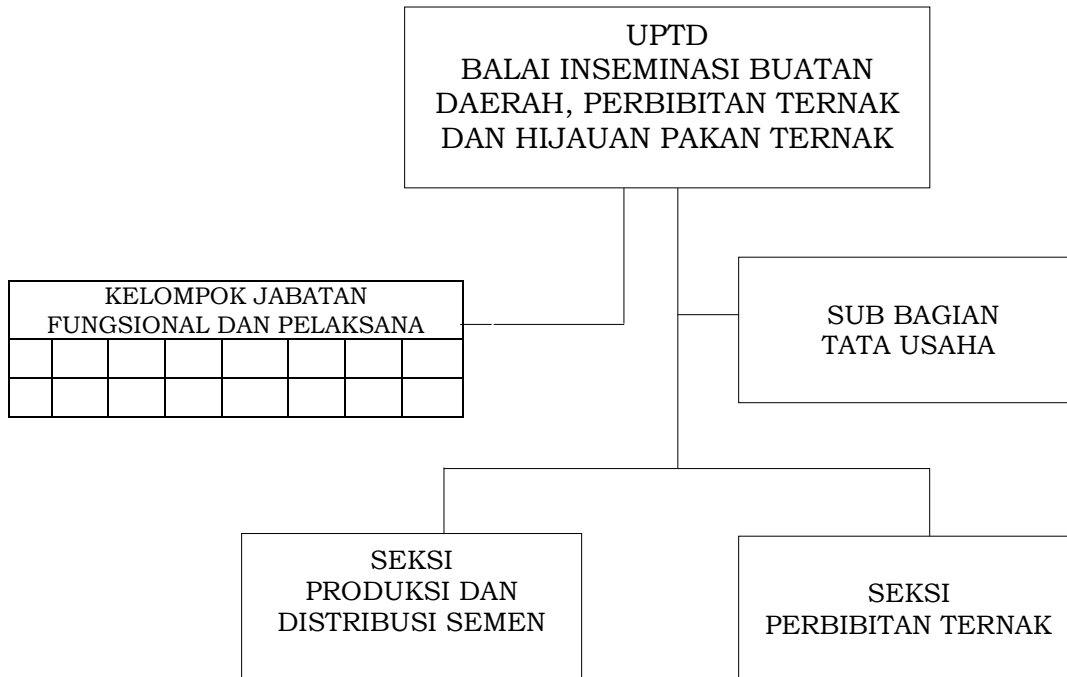 UPTD
BALAI INSEMINASI BUATAN
DAERAH, PERBIBITAN TERNAK
DAN HIJAUAN PAKAN TERNAK
KELOMPOK JABATAN
FUNGSIONAL DAN PELAKSANA
SUB BAGIAN
TATA USAHA
SEKSI
PRODUKSI DAN
DISTRIBUSI SEMEN
SEKSI
PERBIBITAN TERNAK